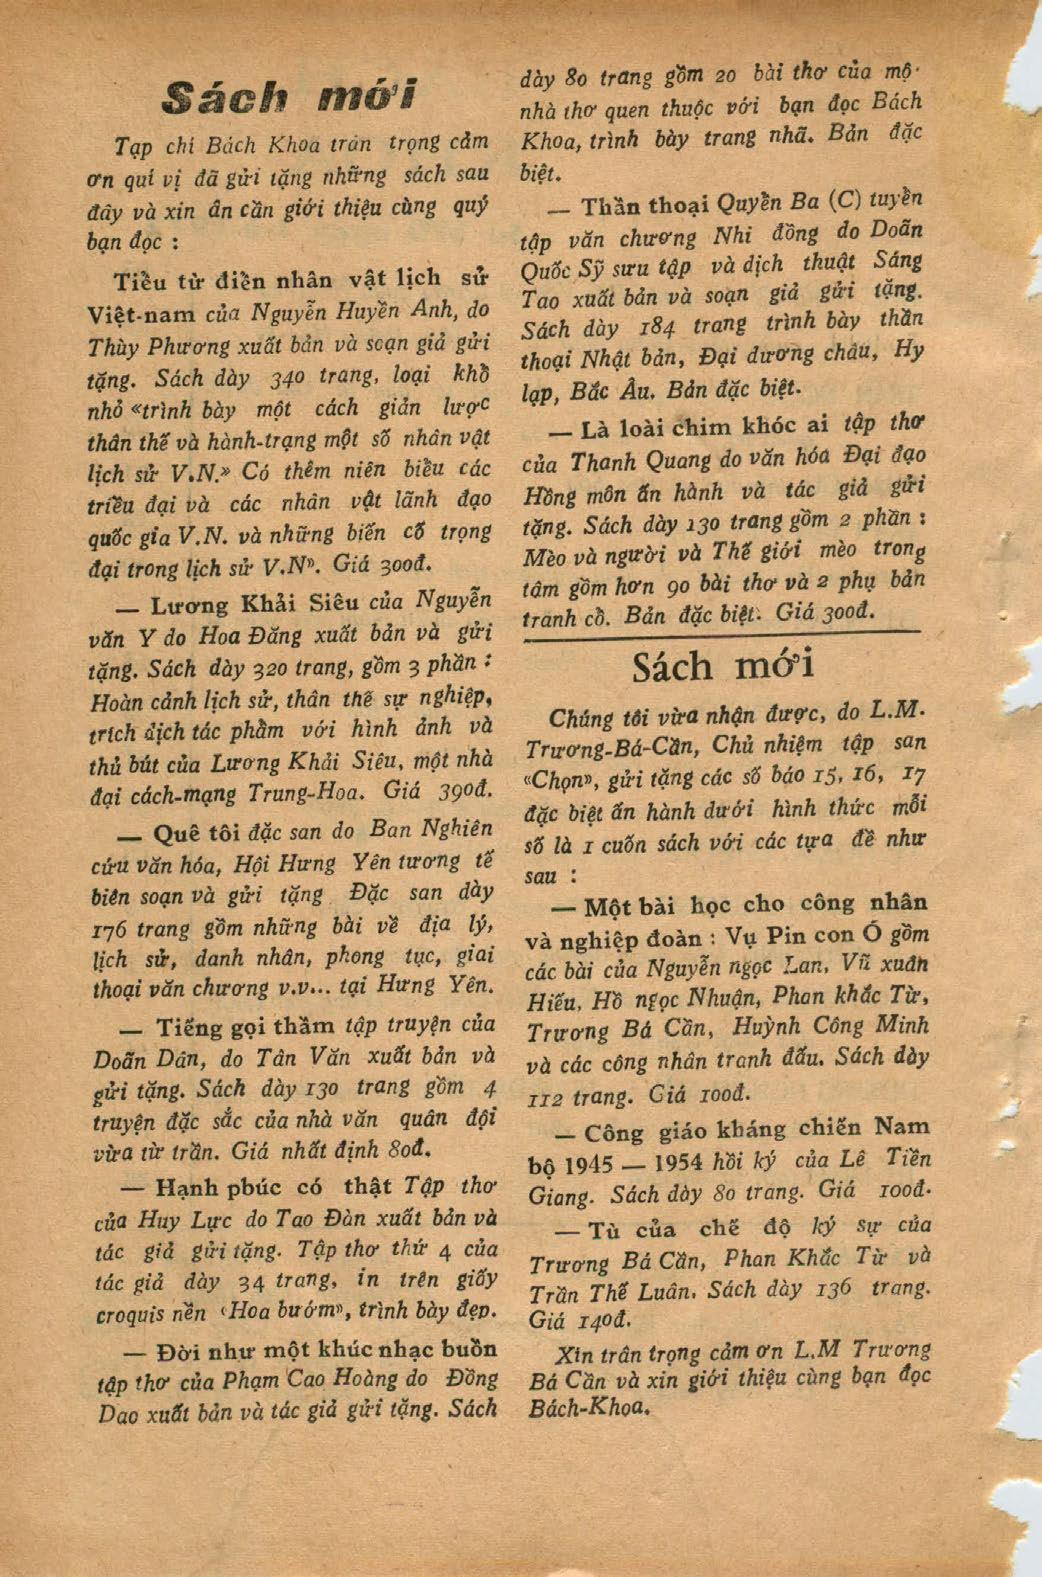 Sách mới
Tạp chí Bách Khoa trân trọng cảm
ơn quí vị đã gửi tặng những sách sau
đây và xin ân cần giới thiệu cùng quý
bạn đọc :
Tiểu từ điển nhân vật lịch sử
Việt-nam của Nguyễn Huyền Anh, do
Thùy Phương xuất bản và soạn giả gửi
tặng. Sách dày 340 trang, loại khổ
nhỏ «trình bày một cách giản lược
thân thế và hành-trạng một số nhân vật
lịch sử V.N.» Có thêm niên biểu các
triều đại và các nhân vật lãnh đạo
quốc gia V.N. và những biến cố trọng
đại trong lịch sử V.N». Giá 300đ.
— Lương Khải Siêu của Nguyễn
văn Y do Hoa Đăng xuất bản và gửi
tặng. Sách dày 320 trang, gồm 3 phần :
Hoàn cảnh lịch sử, thân thế sự nghiệp,
trích dịch tác phẩm với hình ảnh và
thủ bút của Lương Khải Siêu, một nhà
đại cách-mạng Trung-Hoa. Giá 390đ.
— Quê tôi đặc san do Ban Nghiên
cứu văn hóa, Hội Hưng Yên tương tế
biên soạn và gửi tặng. Đặc san dày
176 trang gồm những bài về địa lý,
lịch sử, danh nhân, phong tục, giai
thoại văn chương v.v... tại Hưng Yên.
— Tiếng gọi thầm tập truyện của
Doãn Dân, do Tân Văn xuất bản và
gửi tặng. Sách dày 130 trang gồm 4
truyện đặc sắc của nhà văn quân đội
vừa từ trần. Giá nhất định 80đ.
— Hạnh phúc có thật Tập thơ
của Huy Lực do Tao Đàn xuất bản và
tác giả gửi tặng. Tập thơ thứ 4 của
tác giả dày 34 trang, in trên giấy
croquis nền «Hoa bướm», trình bày đẹp.
— Đời như một khúc nhạc buồn
tập thơ của Phạm Cao Hoàng do Đồng
Dao xuất bản và tác giả gửi tặng. Sách
dày 80 trang gồm 20 bài thơ của mộ
nhà thơ quen thuộc với bạn đọc Bách
Khoa, trình bày trang nhã. Bản đặc
biệt.
— Thần thoại Quyền Ba (C) tuyển
tập văn chương Nhi đồng do Doãn
Quốc Sỹ sưu tập và dịch thuật Sáng
Tao xuất bản và soạn giả gửi tặng.
Sách dày 184 trang trình bày thần
thoại Nhật bản, Đại dương châu, Hy
lạp, Bắc Âu. Bản đặc biệt.
— Là loài chim khóc ai tập thơ
của Thanh Quang do văn hóa Đại đạo
Hồng môn ấn hành và tác giả gửi
tặng. Sách dày 130 trang gồm 2 phần :
Mèo và người và Thế giới mèo trong
tâm gồm hơn 90 bài thơ và 2 phụ bản
tranh cổ. Bản đặc biệt. Giá 300đ.
Sách mới
Chúng tôi vừa nhận được, do L.M.
Trương-Bá-Cần, Chủ nhiệm tập san
«Chọn», gửi tặng các số báo 15, 16, 17
đặc biệt ấn hành dưới hình thức mỗi
số là 1 cuốn sách với các tựa đề như
sau :
— Một bài học cho công nhân
và nghiệp đoàn : Vụ Pin con Ó gồm
các bài của Nguyễn ngọc Lan, Vũ xuân
Hiếu, Hồ ngọc Nhuận, Phan khắc Từ,
Trương Bá Cần, Huỳnh Công Minh
và các công nhân tranh đấu. Sách dày
112 trang. Giá 100đ.
— Công giáo kháng chiến Nam
bộ 1945 — 1954 hồi ký của Lê Tiền
Giang. Sách dày 80 trang. Giá 100đ.
— Tù của chế độ ký sự của
Trương Bá Cần, Phan Khắc Từ và
Trần Thế Luân. Sách dày 136 trang.
Giá 140đ.
Xin trân trọng cảm ơn L.M Trương
Bá Cần và xin giới thiệu cùng bạn đọc
Bách-Khoa.